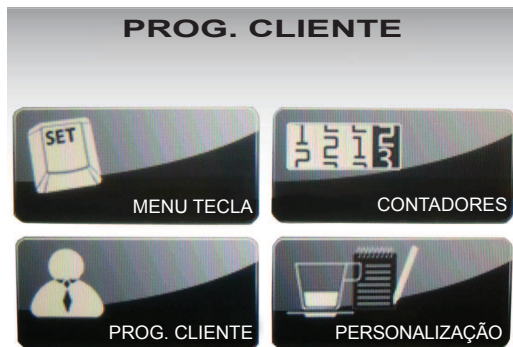 PROG. CLIENTE
SET
MENU TECLA
CONTADORES
PROG. CLIENTE
PERSONALIZAÇÃO